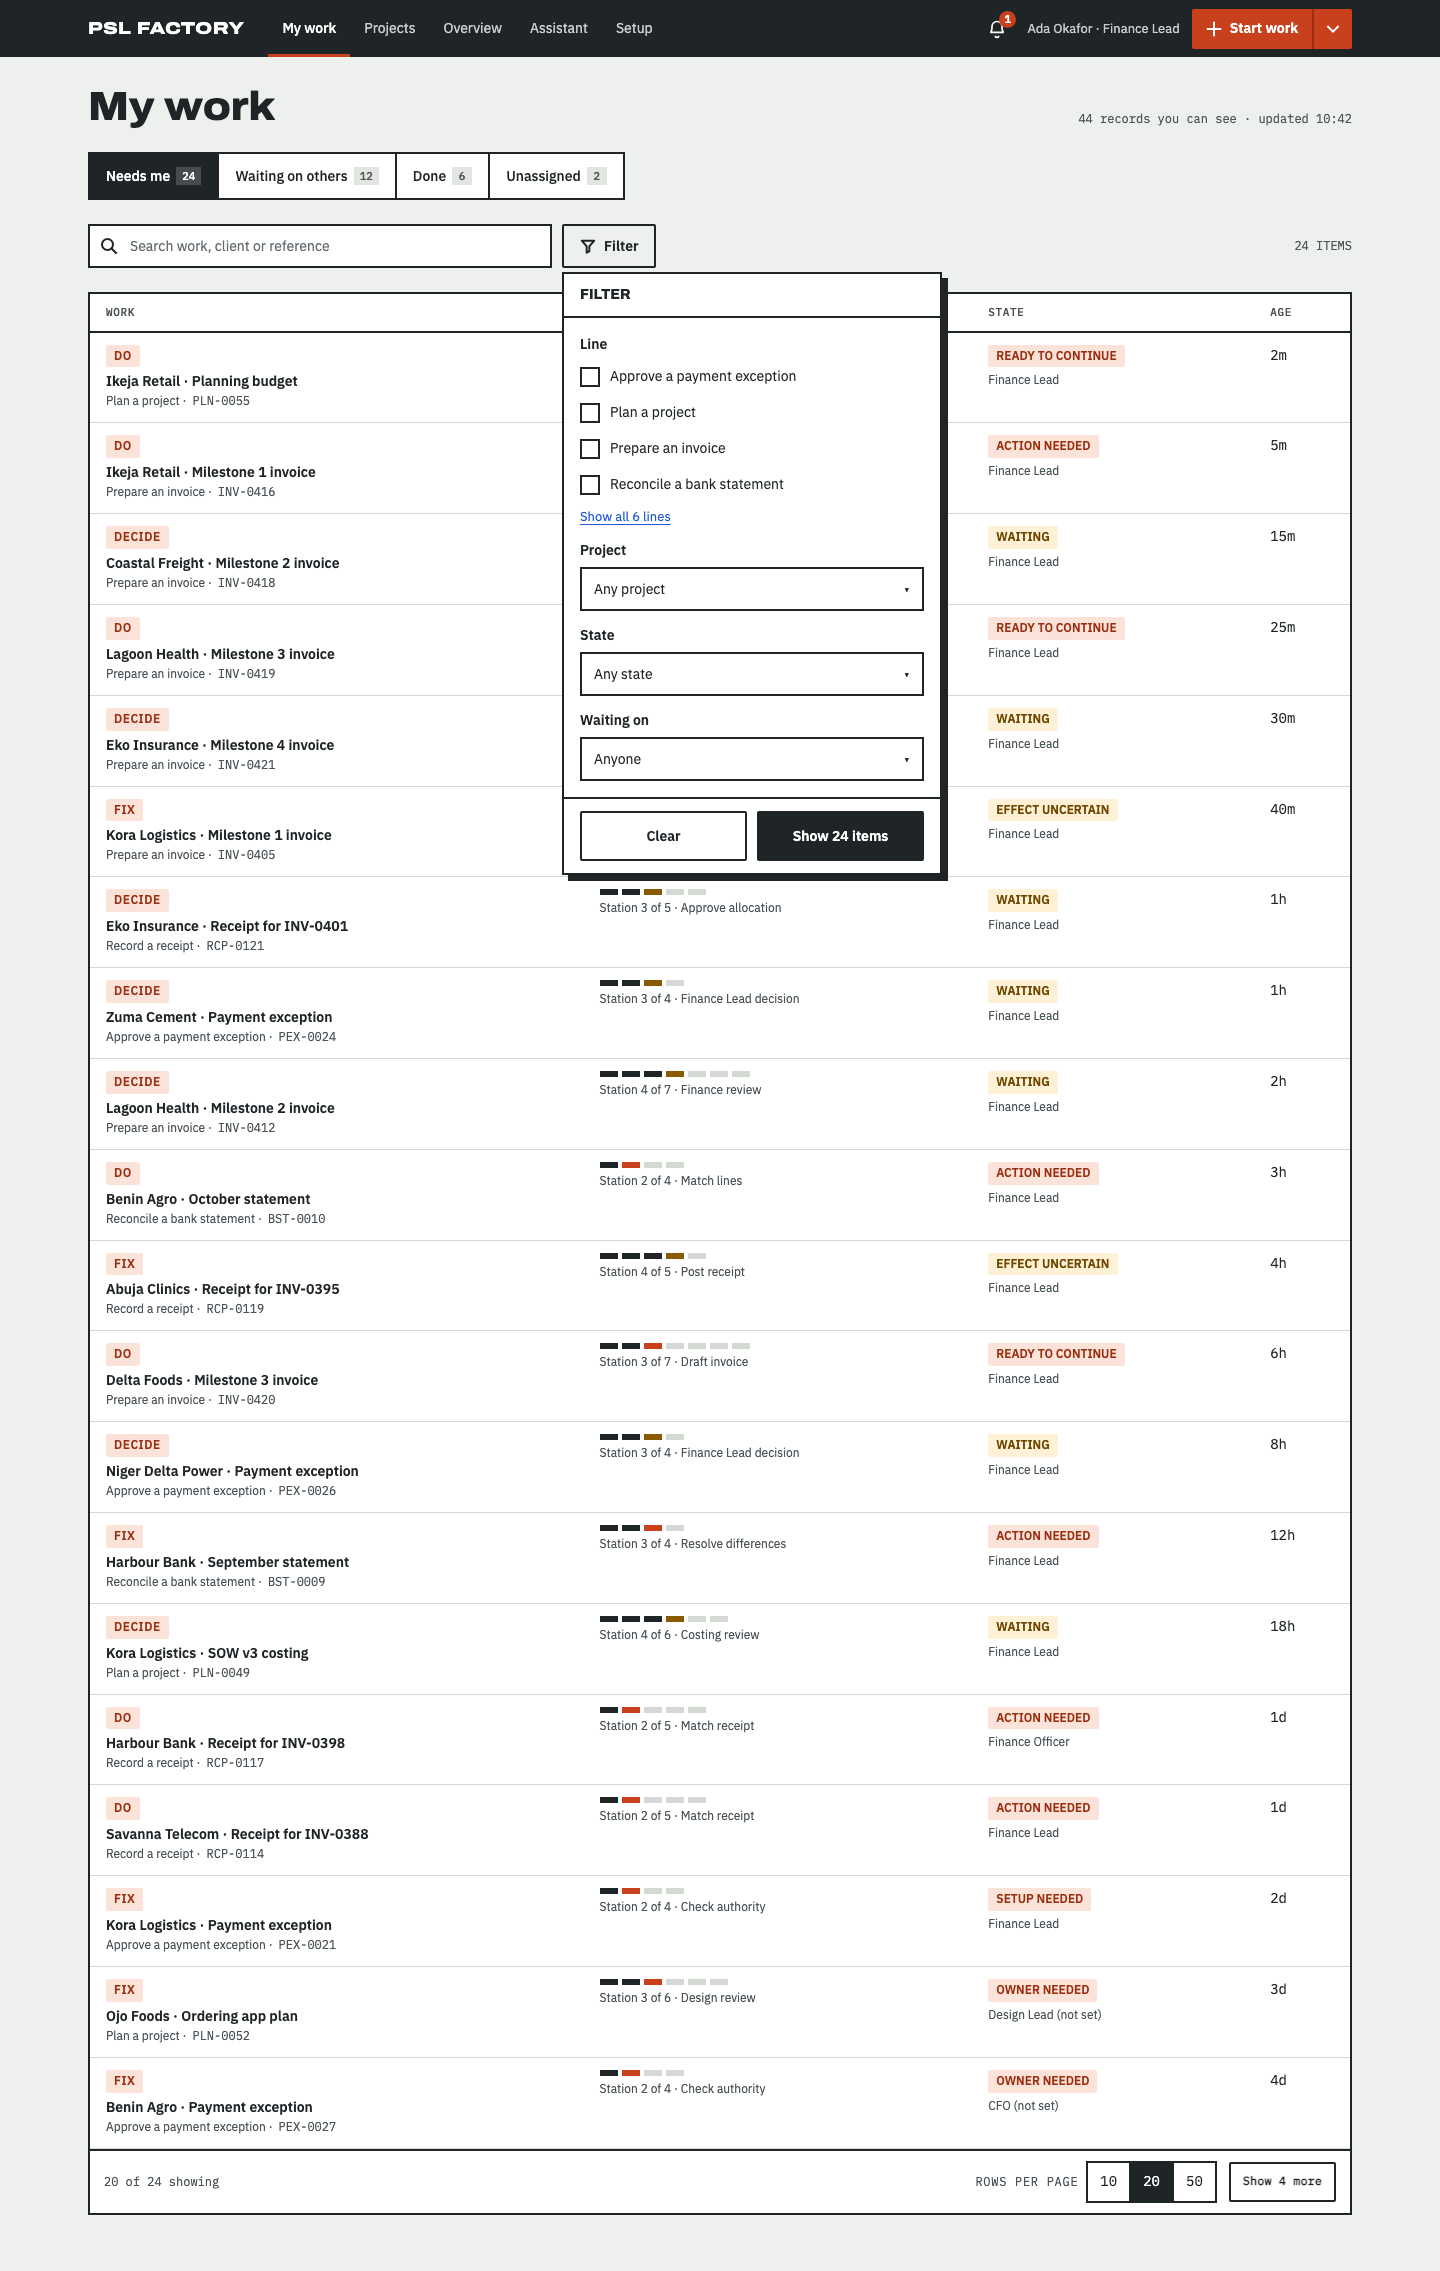 PSL FACTORY
My work
Projects
Overview
Assistant
Setup
1
Ada Okafor · Finance Lead
Start work
My work
44 records you can see · updated 10:42
Needs me 24
Waiting on others 12
Done 6
Unassigned 2
Search work, client or reference
Filter
24 ITEMS
FILTER
Line
Approve a payment exception
Plan a project
Prepare an invoice
Reconcile a bank statement
Show all 6 lines
Project
Any project
State
Any state
Waiting on
Anyone
Clear
Show 24 items
WORK
STATE
AGE
DO
Ikeja Retail · Planning budget
Plan a project · PLN-0055
READY TO CONTINUE
Finance Lead
2m
DO
Ikeja Retail · Milestone 1 invoice
Prepare an invoice · INV-0416
ACTION NEEDED
Finance Lead
5m
DECIDE
Coastal Freight · Milestone 2 invoice
Prepare an invoice · INV-0418
WAITING
Finance Lead
15m
DO
Lagoon Health · Milestone 3 invoice
Prepare an invoice · INV-0419
READY TO CONTINUE
Finance Lead
25m
DECIDE
Eko Insurance · Milestone 4 invoice
Prepare an invoice · INV-0421
WAITING
Finance Lead
30m
FIX
Kora Logistics · Milestone 1 invoice
Prepare an invoice · INV-0405
EFFECT UNCERTAIN
Finance Lead
40m
DECIDE
Eko Insurance · Receipt for INV-0401
Record a receipt · RCP-0121
Station 3 of 5 · Approve allocation
WAITING
Finance Lead
1h
DECIDE
Zuma Cement · Payment exception
Approve a payment exception · PEX-0024
Station 3 of 4 · Finance Lead decision
WAITING
Finance Lead
1h
DECIDE
Lagoon Health · Milestone 2 invoice
Prepare an invoice · INV-0412
Station 4 of 7 · Finance review
WAITING
Finance Lead
2h
DO
Benin Agro · October statement
Reconcile a bank statement · BST-0010
Station 2 of 4 · Match lines
ACTION NEEDED
Finance Lead
3h
FIX
Abuja Clinics · Receipt for INV-0395
Record a receipt · RCP-0119
Station 4 of 5 · Post receipt
EFFECT UNCERTAIN
Finance Lead
4h
DO
Delta Foods · Milestone 3 invoice
Prepare an invoice · INV-0420
Station 3 of 7 · Draft invoice
READY TO CONTINUE
Finance Lead
6h
DECIDE
Niger Delta Power · Payment exception
Approve a payment exception · PEX-0026
Station 3 of 4 · Finance Lead decision
WAITING
Finance Lead
8h
FIX
Harbour Bank · September statement
Reconcile a bank statement · BST-0009
Station 3 of 4 · Resolve differences
ACTION NEEDED
Finance Lead
12h
DECIDE
Kora Logistics · SOW v3 costing
Plan a project · PLN-0049
Station 4 of 6 · Costing review
WAITING
Finance Lead
18h
DO
Harbour Bank · Receipt for INV-0398
Record a receipt · RCP-0117
Station 2 of 5 · Match receipt
ACTION NEEDED
Finance Officer
1d
DO
Savanna Telecom · Receipt for INV-0388
Record a receipt · RCP-0114
Station 2 of 5 · Match receipt
ACTION NEEDED
Finance Lead
1d
FIX
Kora Logistics · Payment exception
Approve a payment exception · PEX-0021
Station 2 of 4 · Check authority
SETUP NEEDED
Finance Lead
2d
FIX
Ojo Foods · Ordering app plan
Plan a project · PLN-0052
Station 3 of 6 · Design review
OWNER NEEDED
Design Lead (not set)
3d
FIX
Benin Agro · Payment exception
Approve a payment exception · PEX-0027
Station 2 of 4 · Check authority
OWNER NEEDED
CFO (not set)
4d
20 of 24 showing
ROWS PER PAGE
10
20
50
Show 4 more